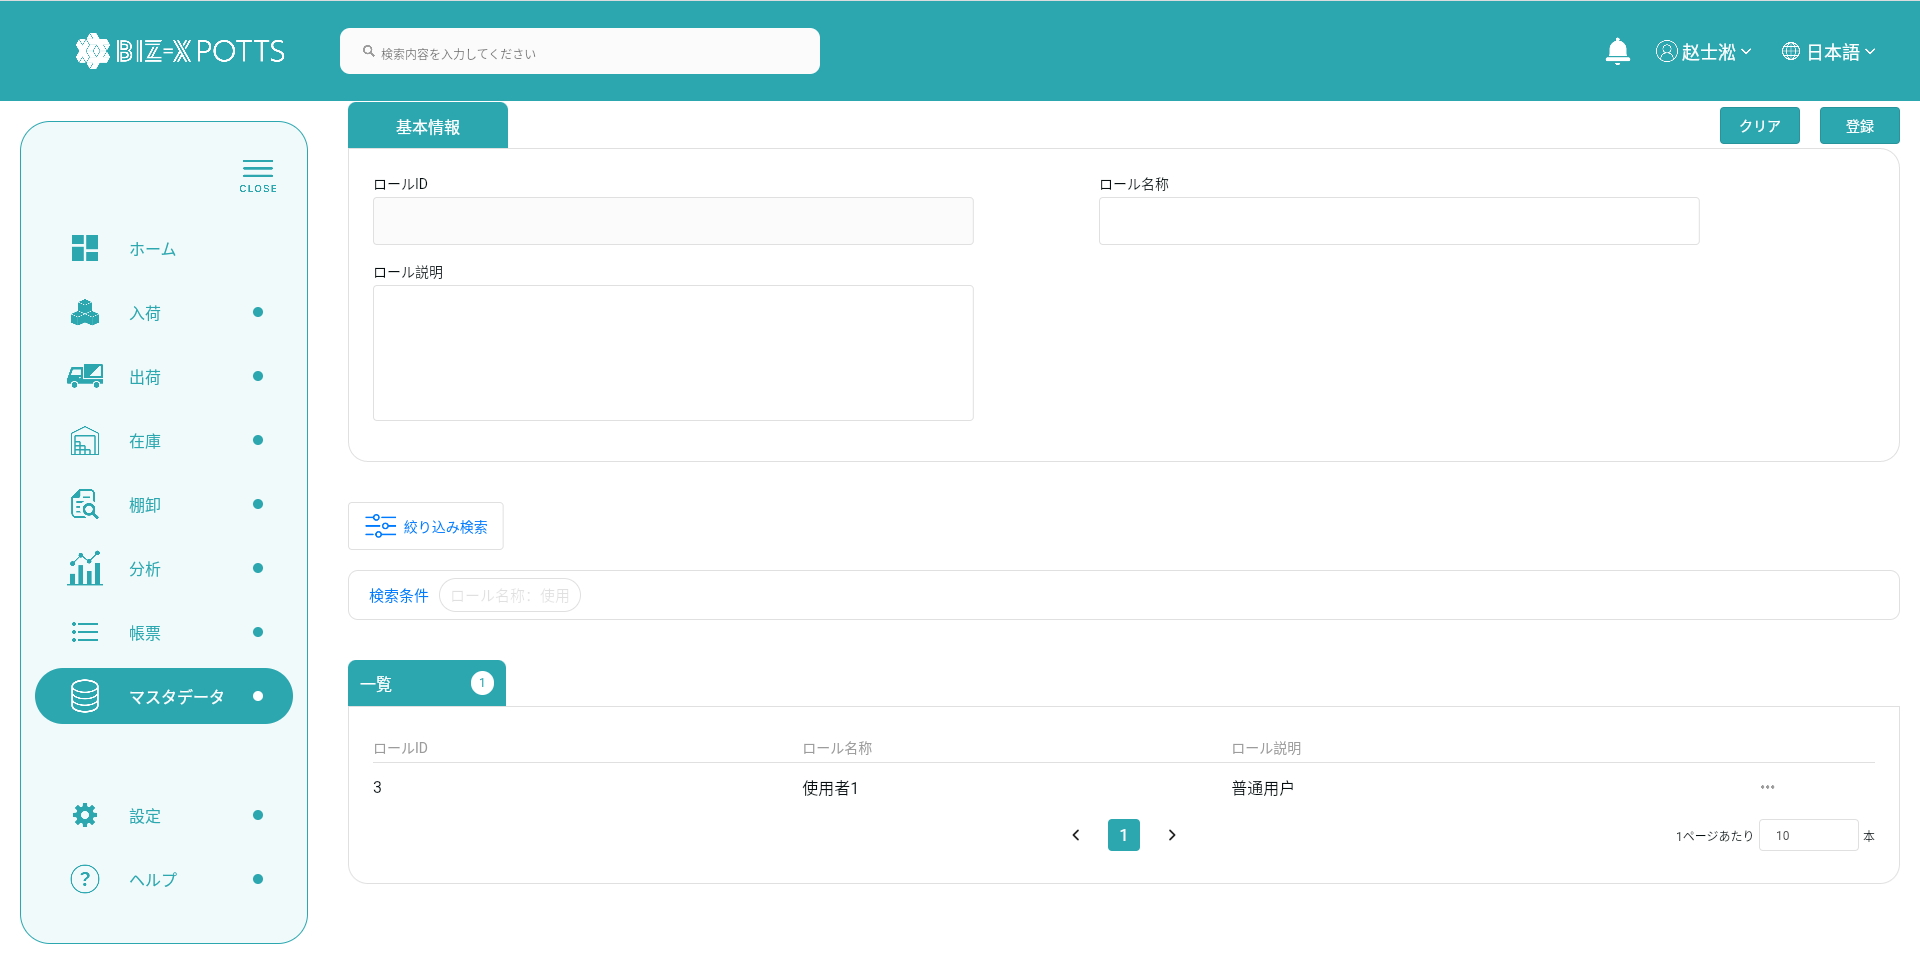 BIZ=X POTTS
検索内容を入力してください
赵士淞
日本語
CLOSE
ホーム
入荷
出荷
在庫
棚卸
分析
帳票
マスタデータ
設定
ヘルプ
基本情報
クリア
登録
ロールID
ロール名称
ロール説明
絞り込み検索
検索条件
ロール名称：使用
一覧
1
ロールID ロール名称 ロール説明
3 使用者1 普通用户
1
1ページあたり 10 本